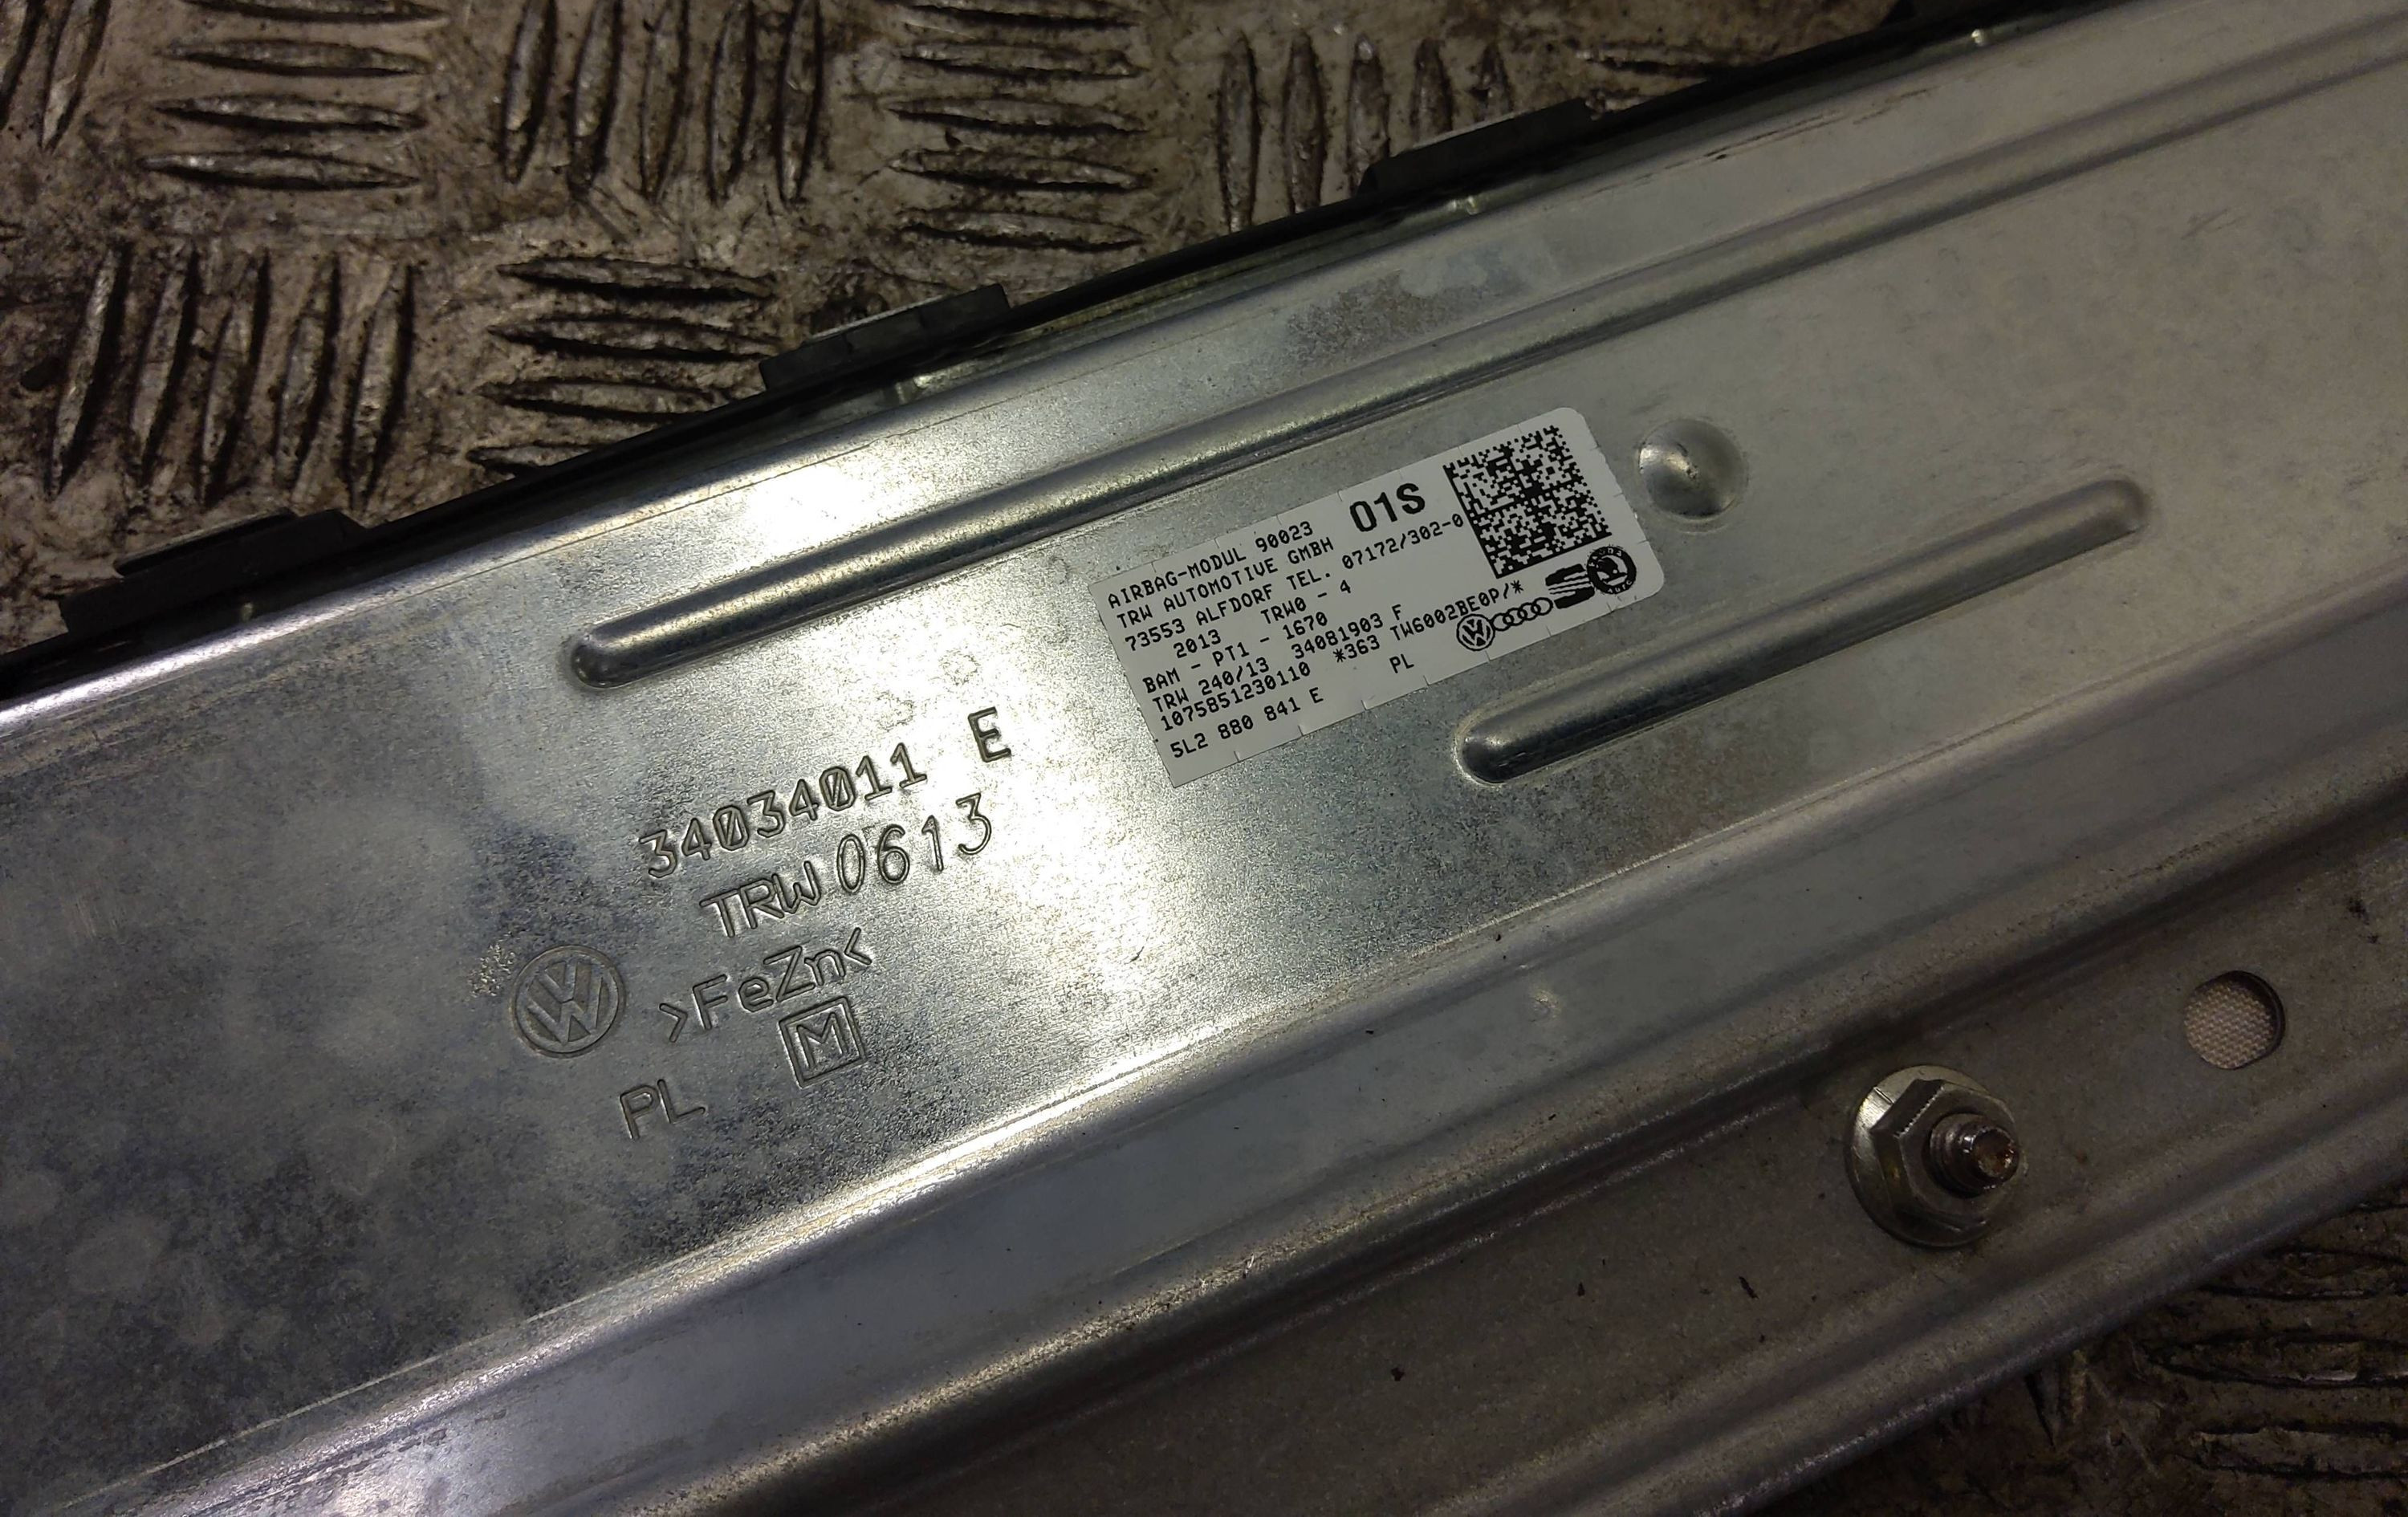 AIRBAG-MODUL 90023 01S
TRW AUTOMOTIVE GMBH
73553 ALFDORF TEL. 07172/302-0
2013 TRW0 - 4
BAM - PT1 - 1670
TRW 240/13 34081903 F
1075851230110 *363 TW6002BE0P/*
5L2 880 841 E PL
34034011 E
TRW 0613
>FeZn<
M
PL